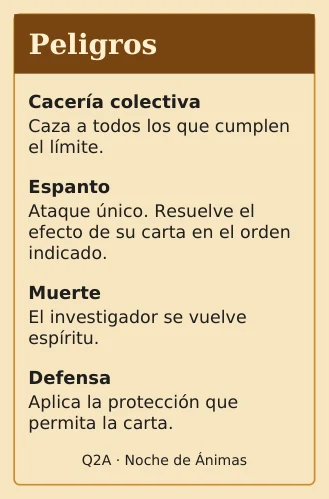 Peligros
Cacería colectiva
Caza a todos los que cumplen
el límite.
Espanto
Ataque único. Resuelve el
efecto de su carta en el orden
indicado.
Muerte
El investigador se vuelve
espíritu.
Defensa
Aplica la protección que
permita la carta.
Q2A · Noche de Ánimas